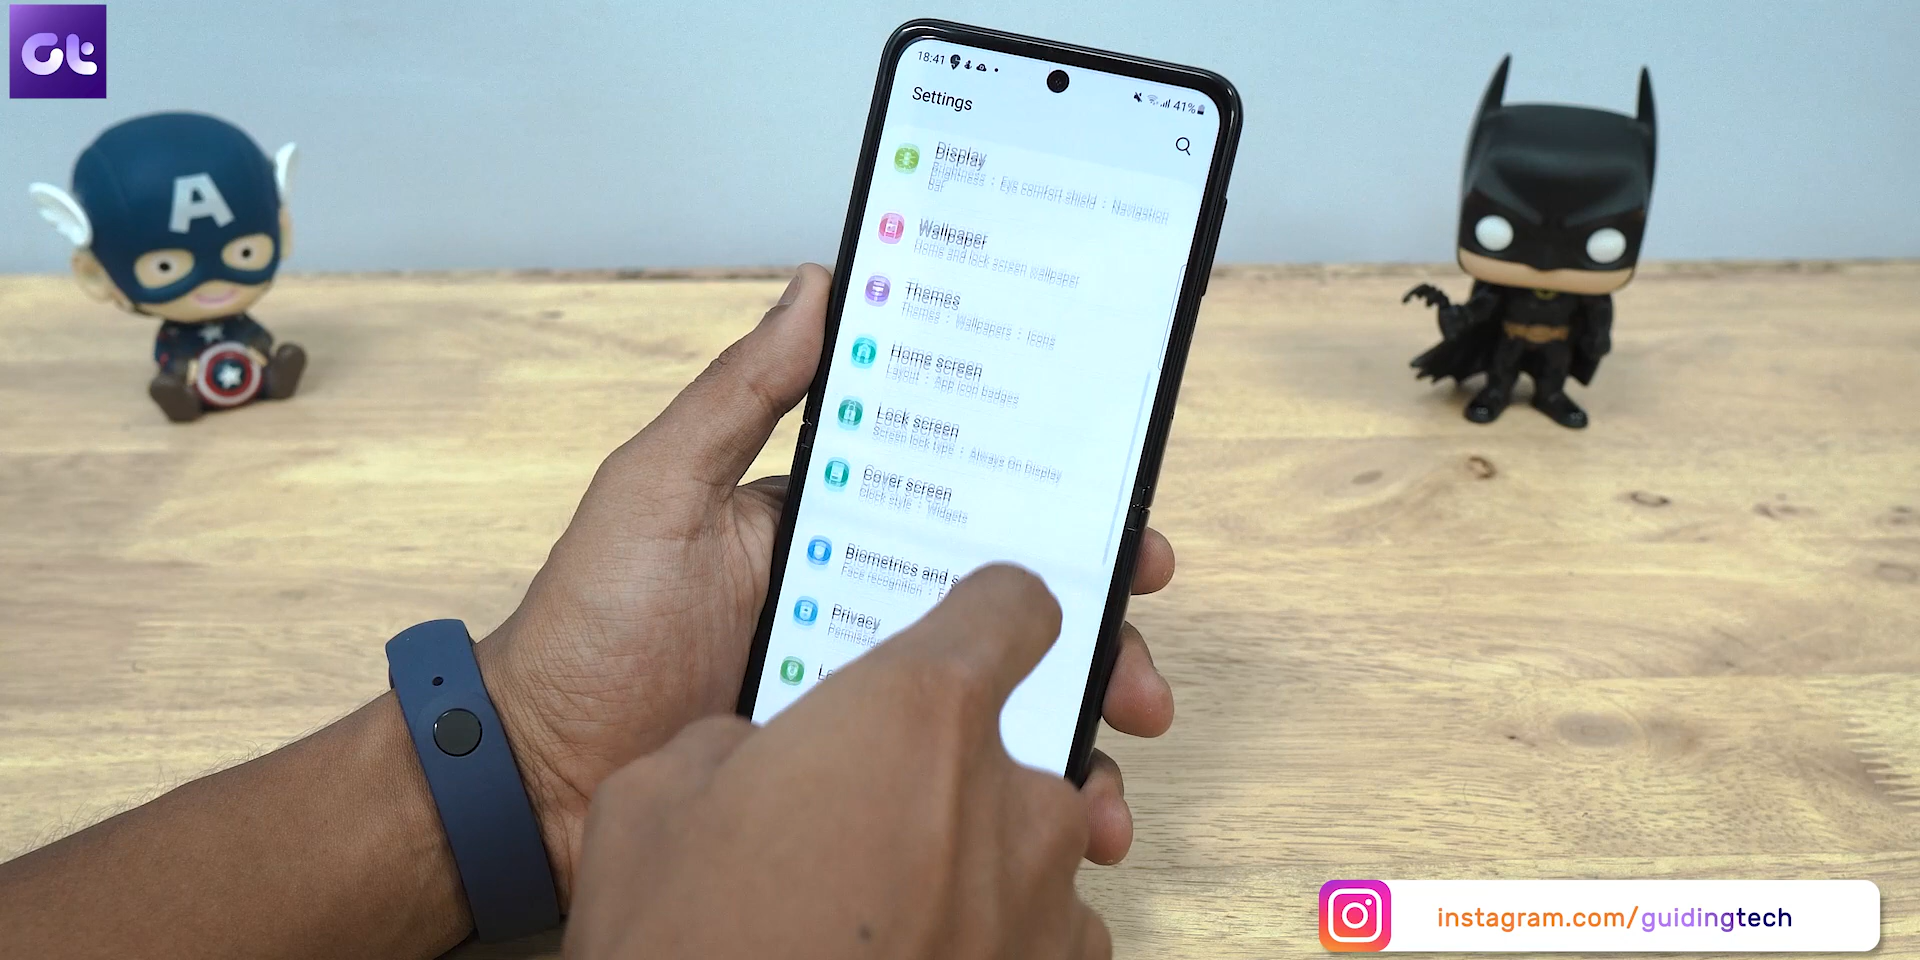 Gt
18:41
41%
Settings
Display
Brightness : Eye comfort shield : Navigation
bar
Wallpaper
Home and lock screen wallpaper
Themes
Themes : Wallpapers : Icons
Home screen
Layout : App icon badges
Lock screen
Screen lock type : Always On Display
Cover screen
Clock style : Widgets
Biometrics and s
Face recognition :
Privacy
Permission
A
instagram.com/guidingtech